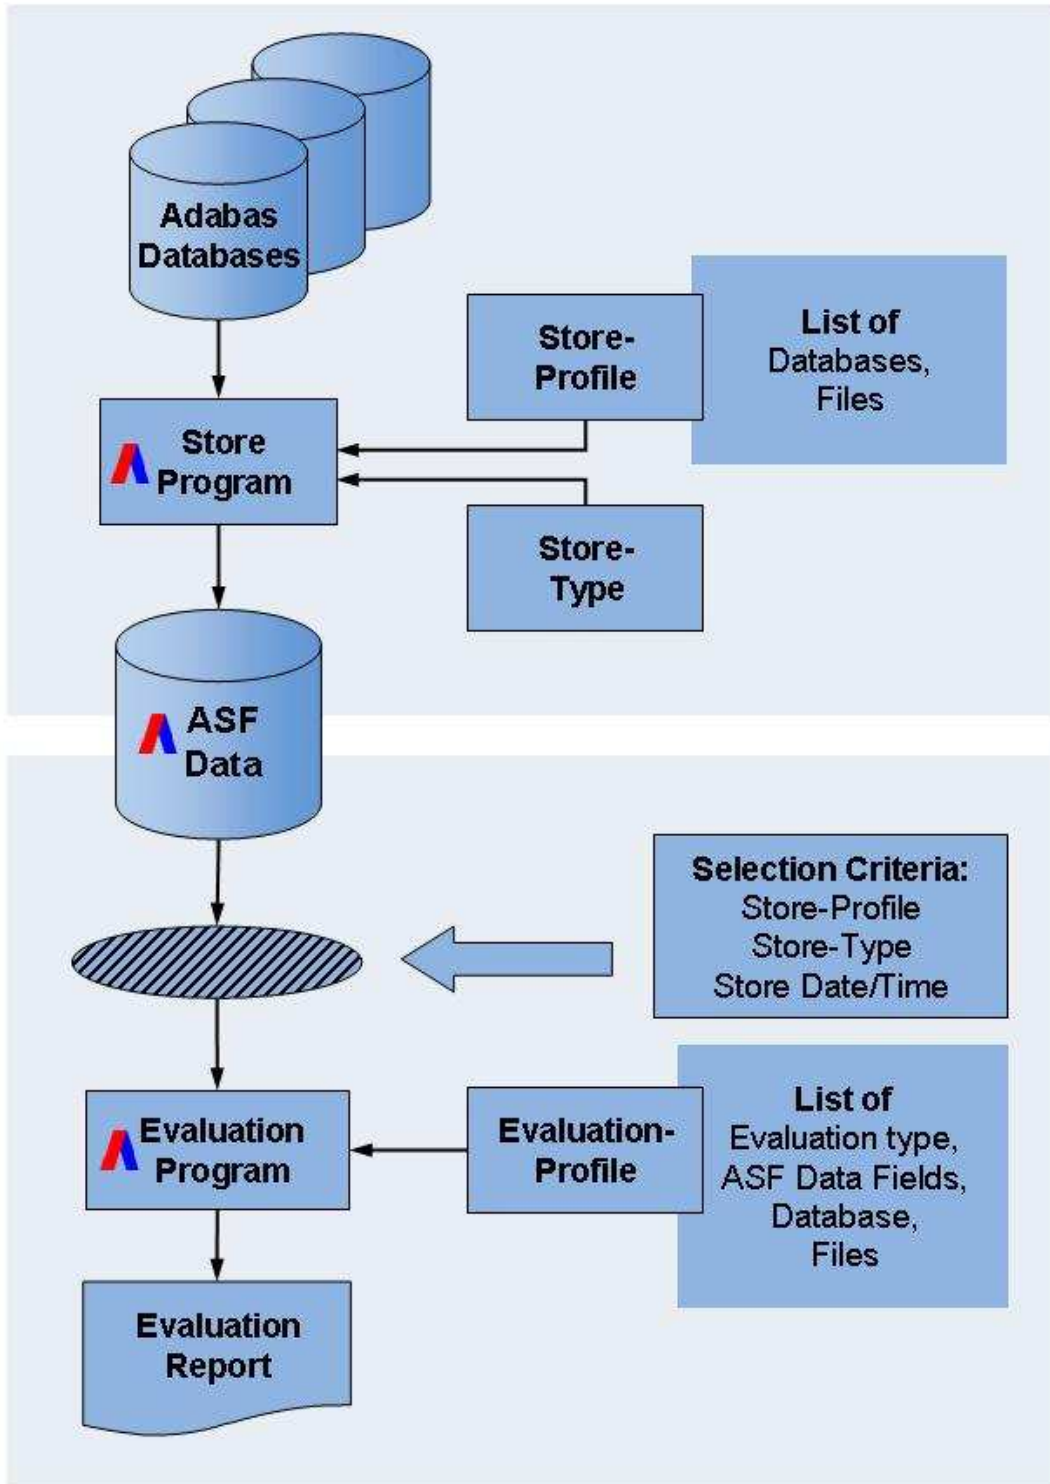 Adabas
Databases
Store-
Profile
List of
Databases,
Files
Store
Program
Store-
Type
ASF
Data
Selection Criteria:
Store-Profile
Store-Type
Store Date/Time
Evaluation
Program
Evaluation-
Profile
List of
Evaluation type,
ASF Data Fields,
Database,
Files
Evaluation
Report